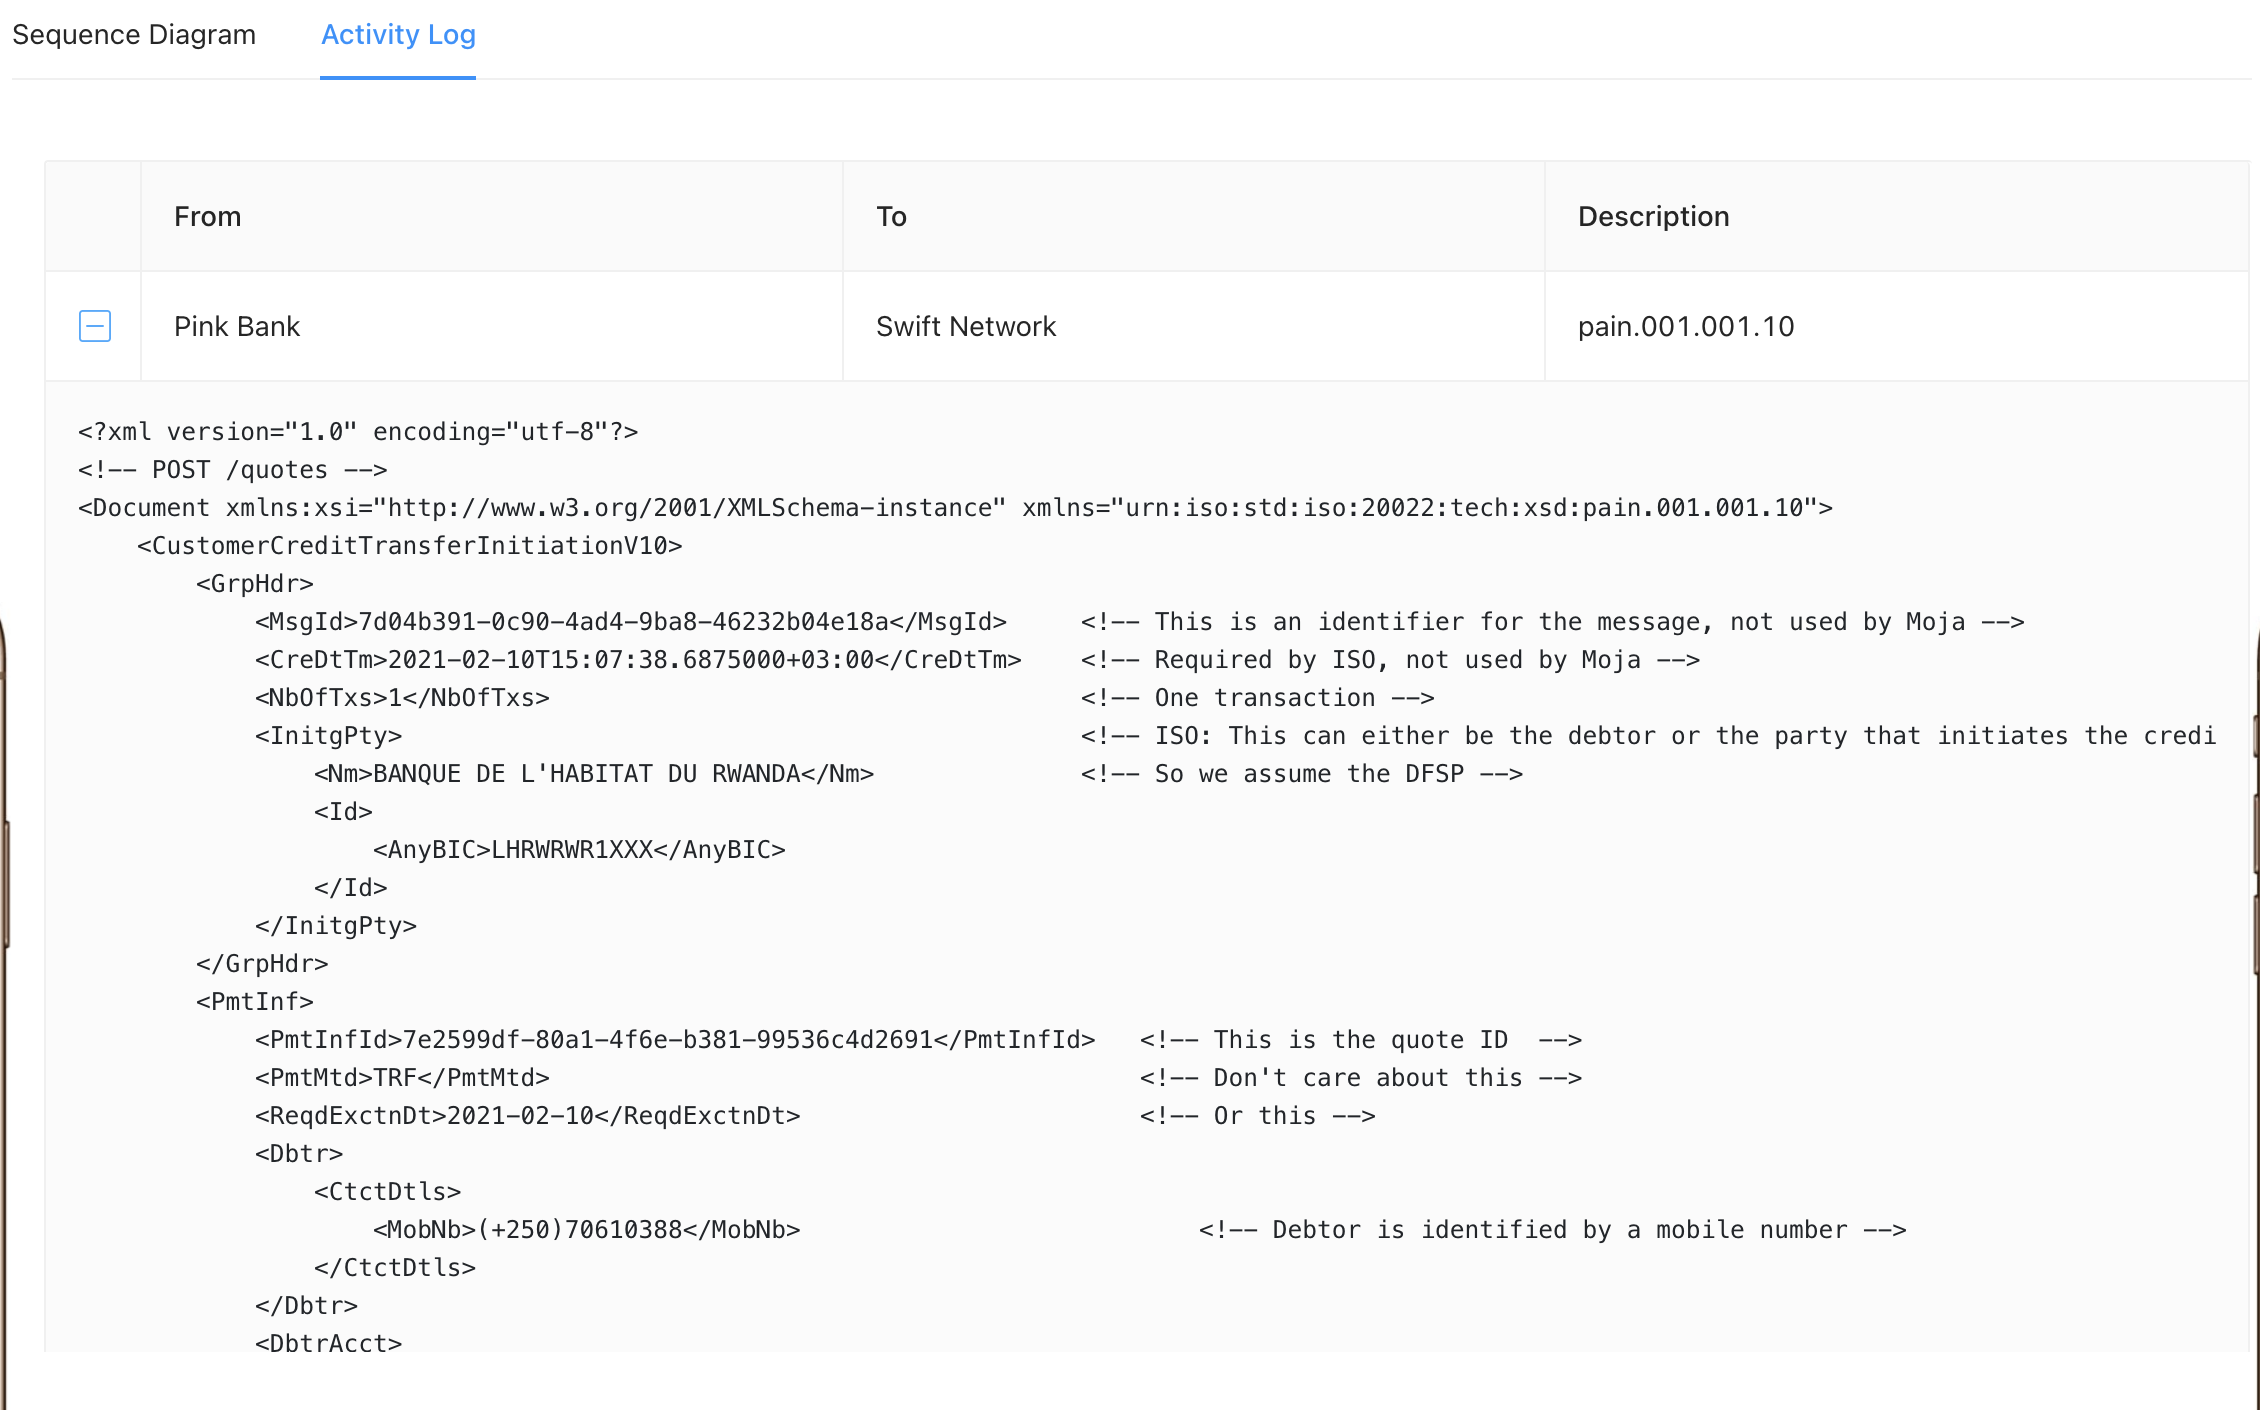 Sequence Diagram Activity Log
From To Description
Pink Bank Swift Network pain.001.001.10
<?xml version="1.0" encoding="utf-8"?>
<!-- POST /quotes -->
<Document xmlns:xsi="http://www.w3.org/2001/XMLSchema-instance" xmlns="urn:iso:std:iso:20022:tech:xsd:pain.001.001.10">
<CustomerCreditTransferInitiationV10>
<GrpHdr>
<MsgId>7d04b391-0c90-4ad4-9ba8-46232b04e18a</MsgId> <!-- This is an identifier for the message, not used by Moja -->
<CreDtTm>2021-02-10T15:07:38.6875000+03:00</CreDtTm> <!-- Required by ISO, not used by Moja -->
<NbOfTxs>1</NbOfTxs> <!-- One transaction -->
<InitgPty> <!-- ISO: This can either be the debtor or the party that initiates the credi
<Nm>BANQUE DE L'HABITAT DU RWANDA</Nm> <!-- So we assume the DFSP -->
<Id>
<AnyBIC>LHRWRWR1XXX</AnyBIC>
</Id>
</InitgPty>
</GrpHdr>
<PmtInf>
<PmtInfId>7e2599df-80a1-4f6e-b381-99536c4d2691</PmtInfId> <!-- This is the quote ID  -->
<PmtMtd>TRF</PmtMtd> <!-- Don't care about this -->
<ReqdExctnDt>2021-02-10</ReqdExctnDt> <!-- Or this -->
<Dbtr>
<CtctDtls>
<MobNb>(+250)70610388</MobNb> <!-- Debtor is identified by a mobile number -->
</CtctDtls>
</Dbtr>
<DbtrAcct>